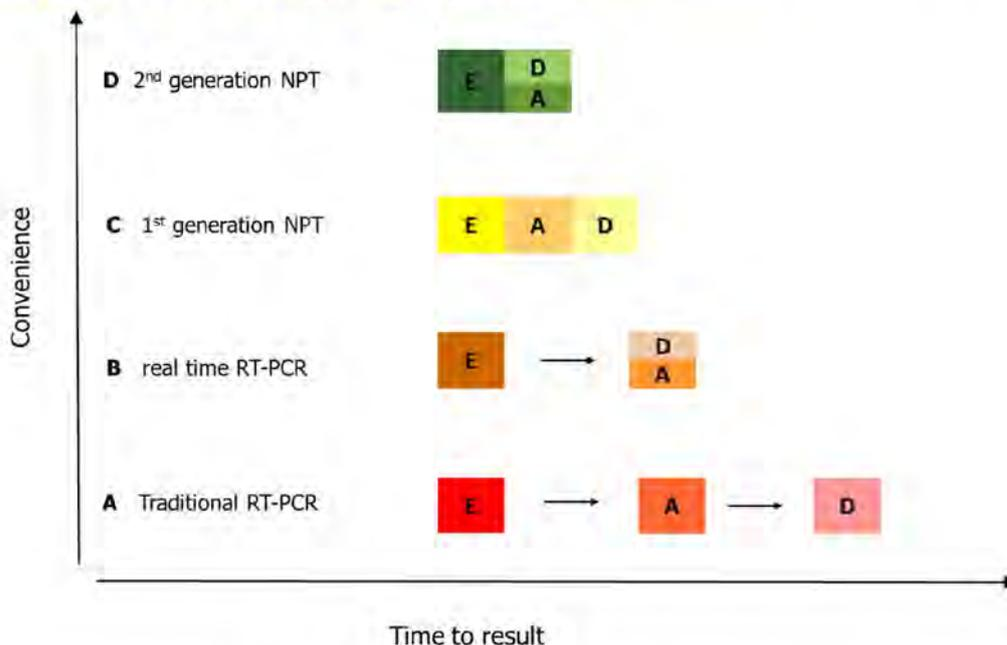 D 2nd generation NPT
E
D
A
C 1st generation NPT
E A D
B real time RT-PCR
E
D
A
A Traditional RT-PCR
E A D
Convenience
Time to result